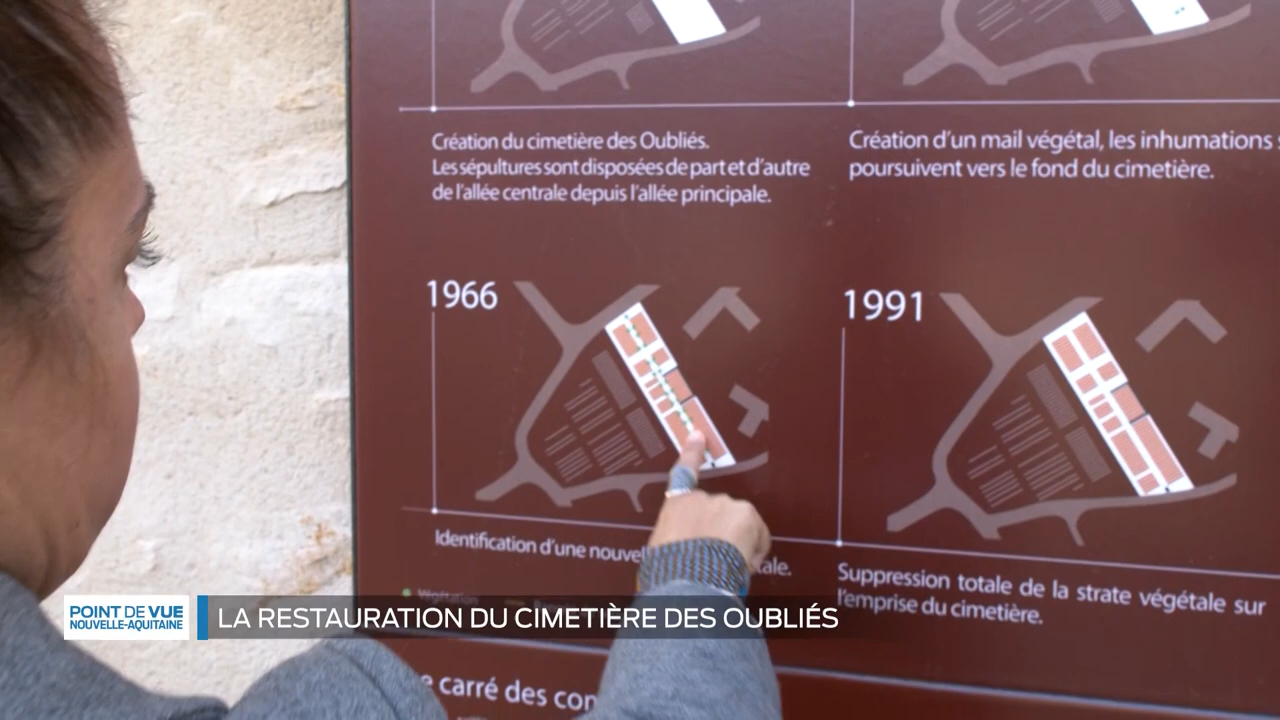 Création du cimetière des Oubliés.
Les sépultures sont disposées de part et d'autre
de l'allée centrale depuis l'allée principale.
Création d'un mail végétal, les inhumations
poursuivent vers le fond du cimetière.
1966
1991
Identification d'une
Suppression totale de la strate végétale sur
l'emprise du cimetière.
Végétation
POINT DE VUE
NOUVELLE-AQUITAINE
LA RESTAURATION DU CIMETIÈRE DES OUBLIÉS
carré des